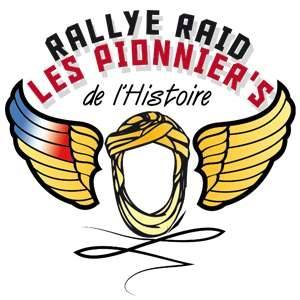 RALLYE RAID
LES PIONNIER'S
de l'Histoire